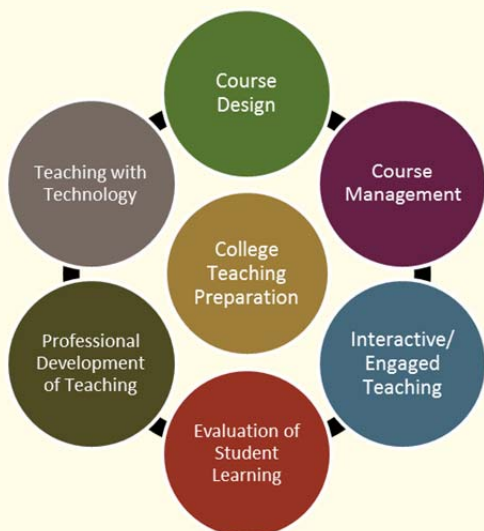 Course
Design
Teaching with
Technology
Course
Management
College
Teaching
Preparation
Professional
Development
of Teaching
Interactive/
Engaged
Teaching
Evaluation of
Student
Learning